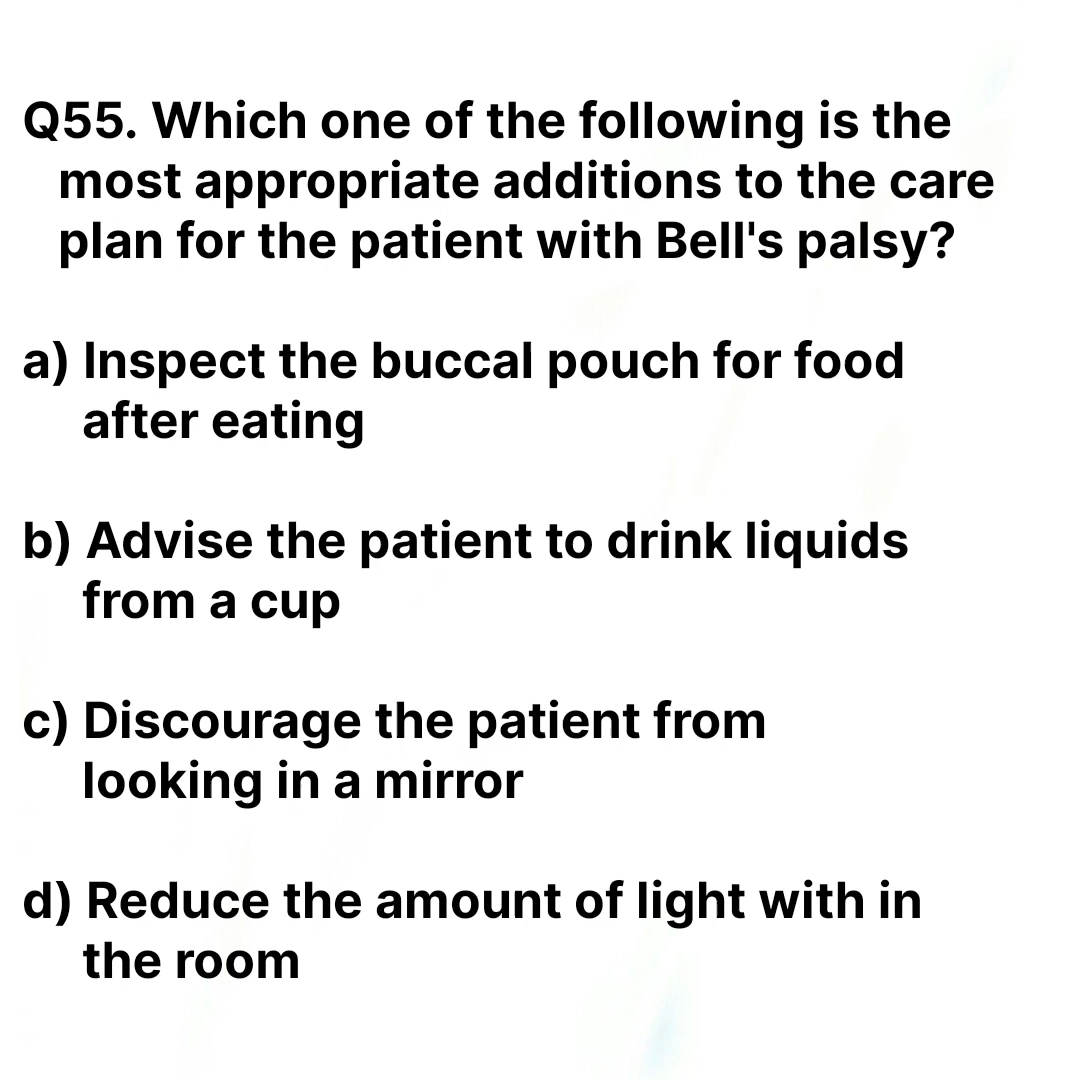 Q55. Which one of the following is the
most appropriate additions to the care
plan for the patient with Bell's palsy?
a) Inspect the buccal pouch for food
after eating
b) Advise the patient to drink liquids
from a cup
c) Discourage the patient from
looking in a mirror
d) Reduce the amount of light with in
the room